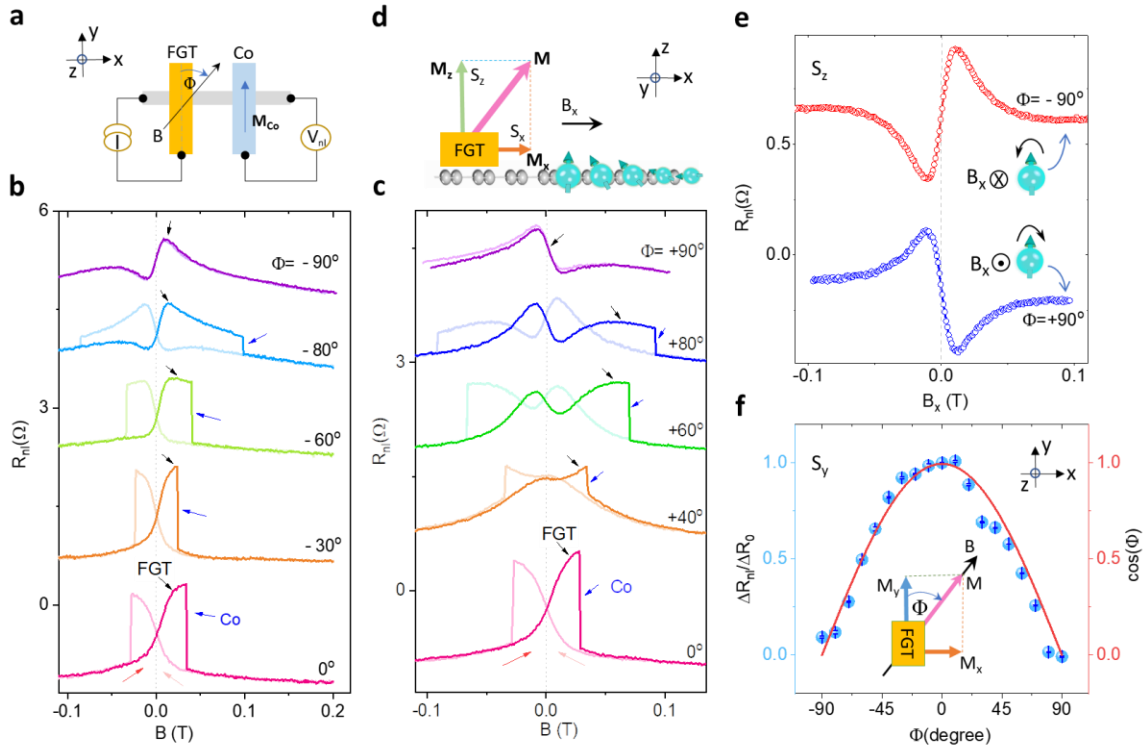 a
y
x
z
FGT
Co
Φ
B
M_Co
I
V_nl
b
6
3
0
R_nl(Ω)
Φ= - 90°
- 80°
- 60°
- 30°
FGT
Co
0°
-0.1
0.0
0.1
0.2
B (T)
d
M_z
S_z
M
z
x
y
B_x
S_x
FGT
M_x
c
3
0
R_nl(Ω)
Φ= +90°
+80°
+60°
+40°
FGT
Co
0°
-0.1
0.0
0.1
B (T)
e
S_z
Φ= - 90°
B_x
B_x
Φ=+90°
0.5
0.0
R_nl(Ω)
-0.1
0.0
0.1
B_x (T)
f
S_y
y
x
z
1.0
0.5
0.0
ΔR_nl/ΔR_0
1.0
0.5
0.0
cos(Φ)
B
M_y
M
Φ
FGT
M_x
-90
-45
0
45
90
Φ(degree)